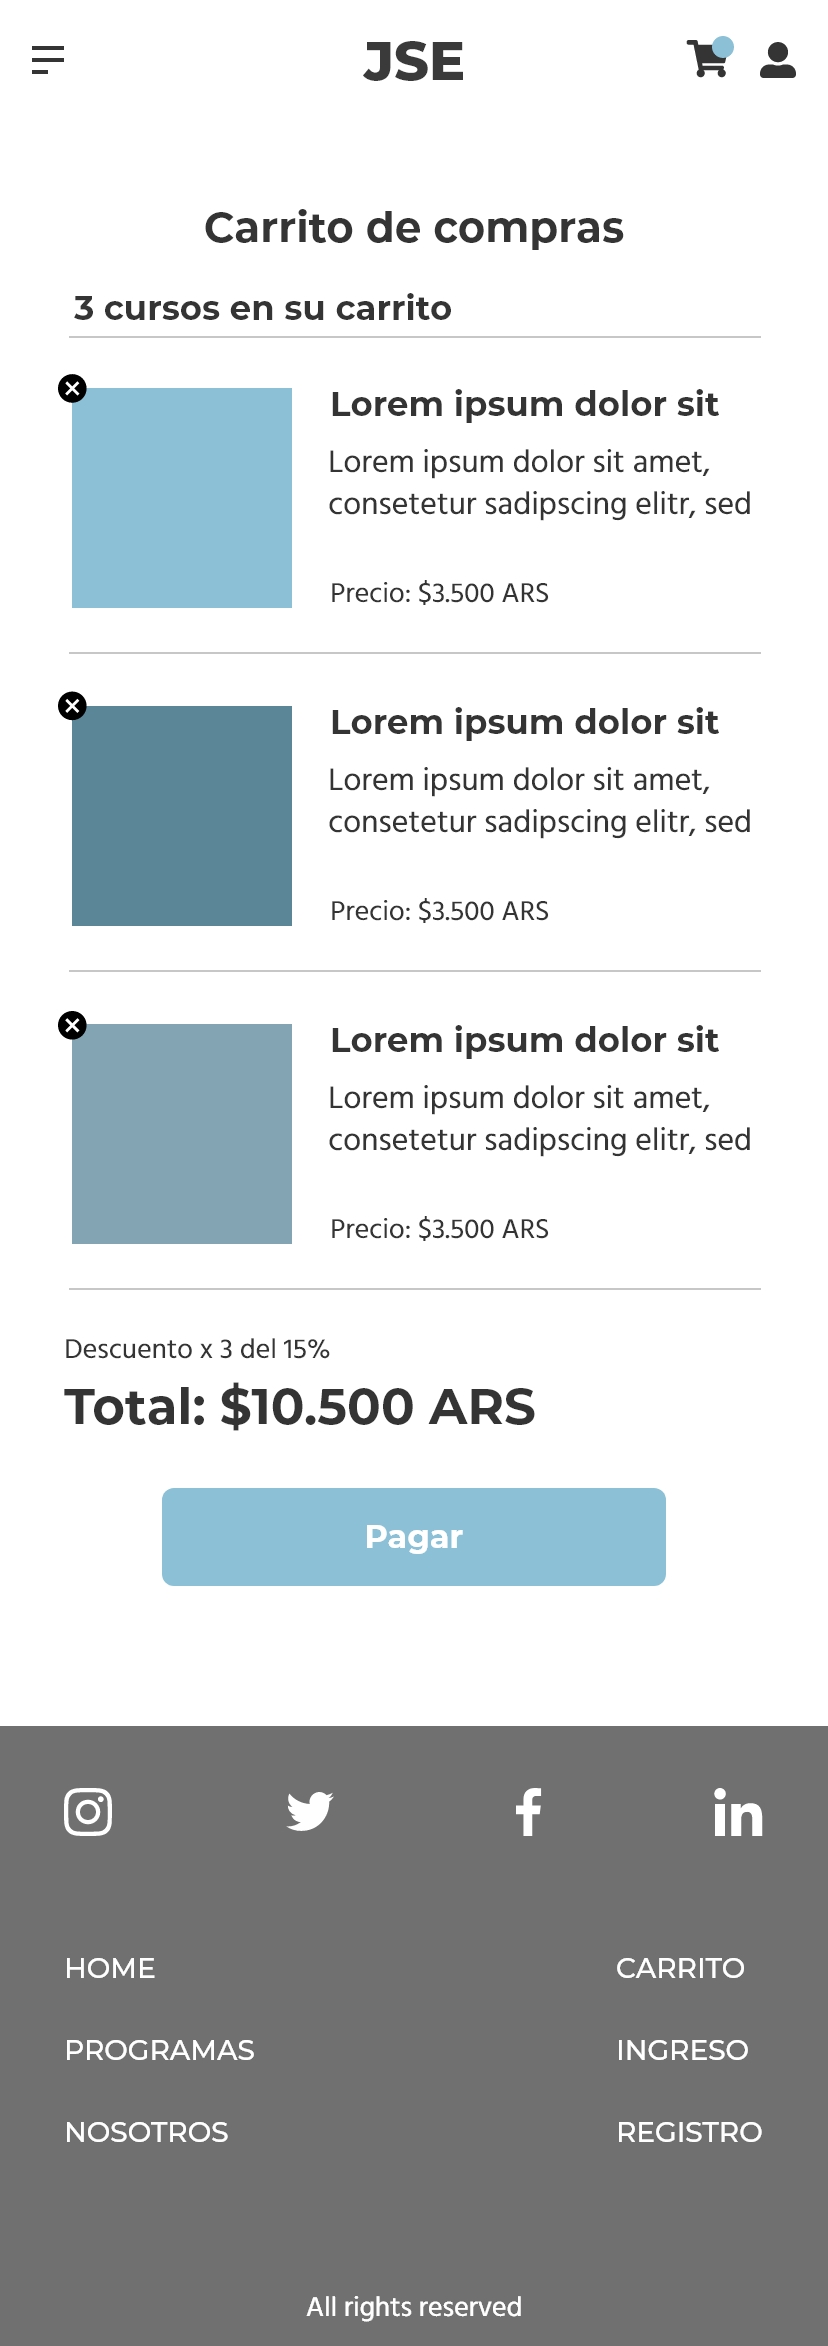 JSE
Carrito de compras
3 cursos en su carrito
Lorem ipsum dolor sit
Lorem ipsum dolor sit amet,
consetetur sadipscing elitr, sed
Precio: $3.500 ARS
Lorem ipsum dolor sit
Lorem ipsum dolor sit amet,
consetetur sadipscing elitr, sed
Precio: $3.500 ARS
Lorem ipsum dolor sit
Lorem ipsum dolor sit amet,
consetetur sadipscing elitr, sed
Precio: $3.500 ARS
Descuento x 3 del 15%
Total: $10.500 ARS
Pagar
HOME
CARRITO
PROGRAMAS
INGRESO
NOSOTROS
REGISTRO
All rights reserved